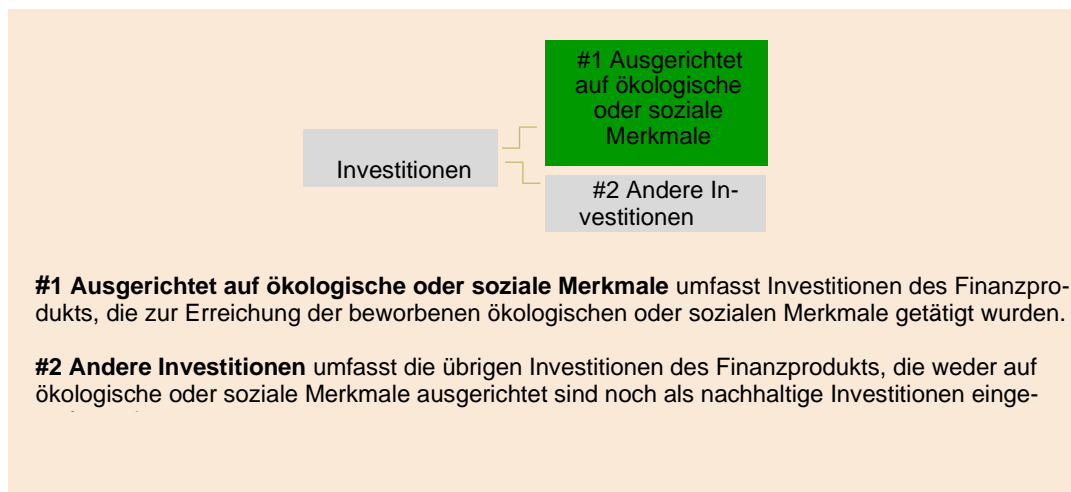 #1 Ausgerichtet
auf ökologische
oder soziale
Merkmale
Investitionen
#2 Andere In-
vestitionen
#1 Ausgerichtet auf ökologische oder soziale Merkmale umfasst Investitionen des Finanzpro-
dukts, die zur Erreichung der beworbenen ökologischen oder sozialen Merkmale getätigt wurden.
#2 Andere Investitionen umfasst die übrigen Investitionen des Finanzprodukts, die weder auf
ökologische oder soziale Merkmale ausgerichtet sind noch als nachhaltige Investitionen einge-